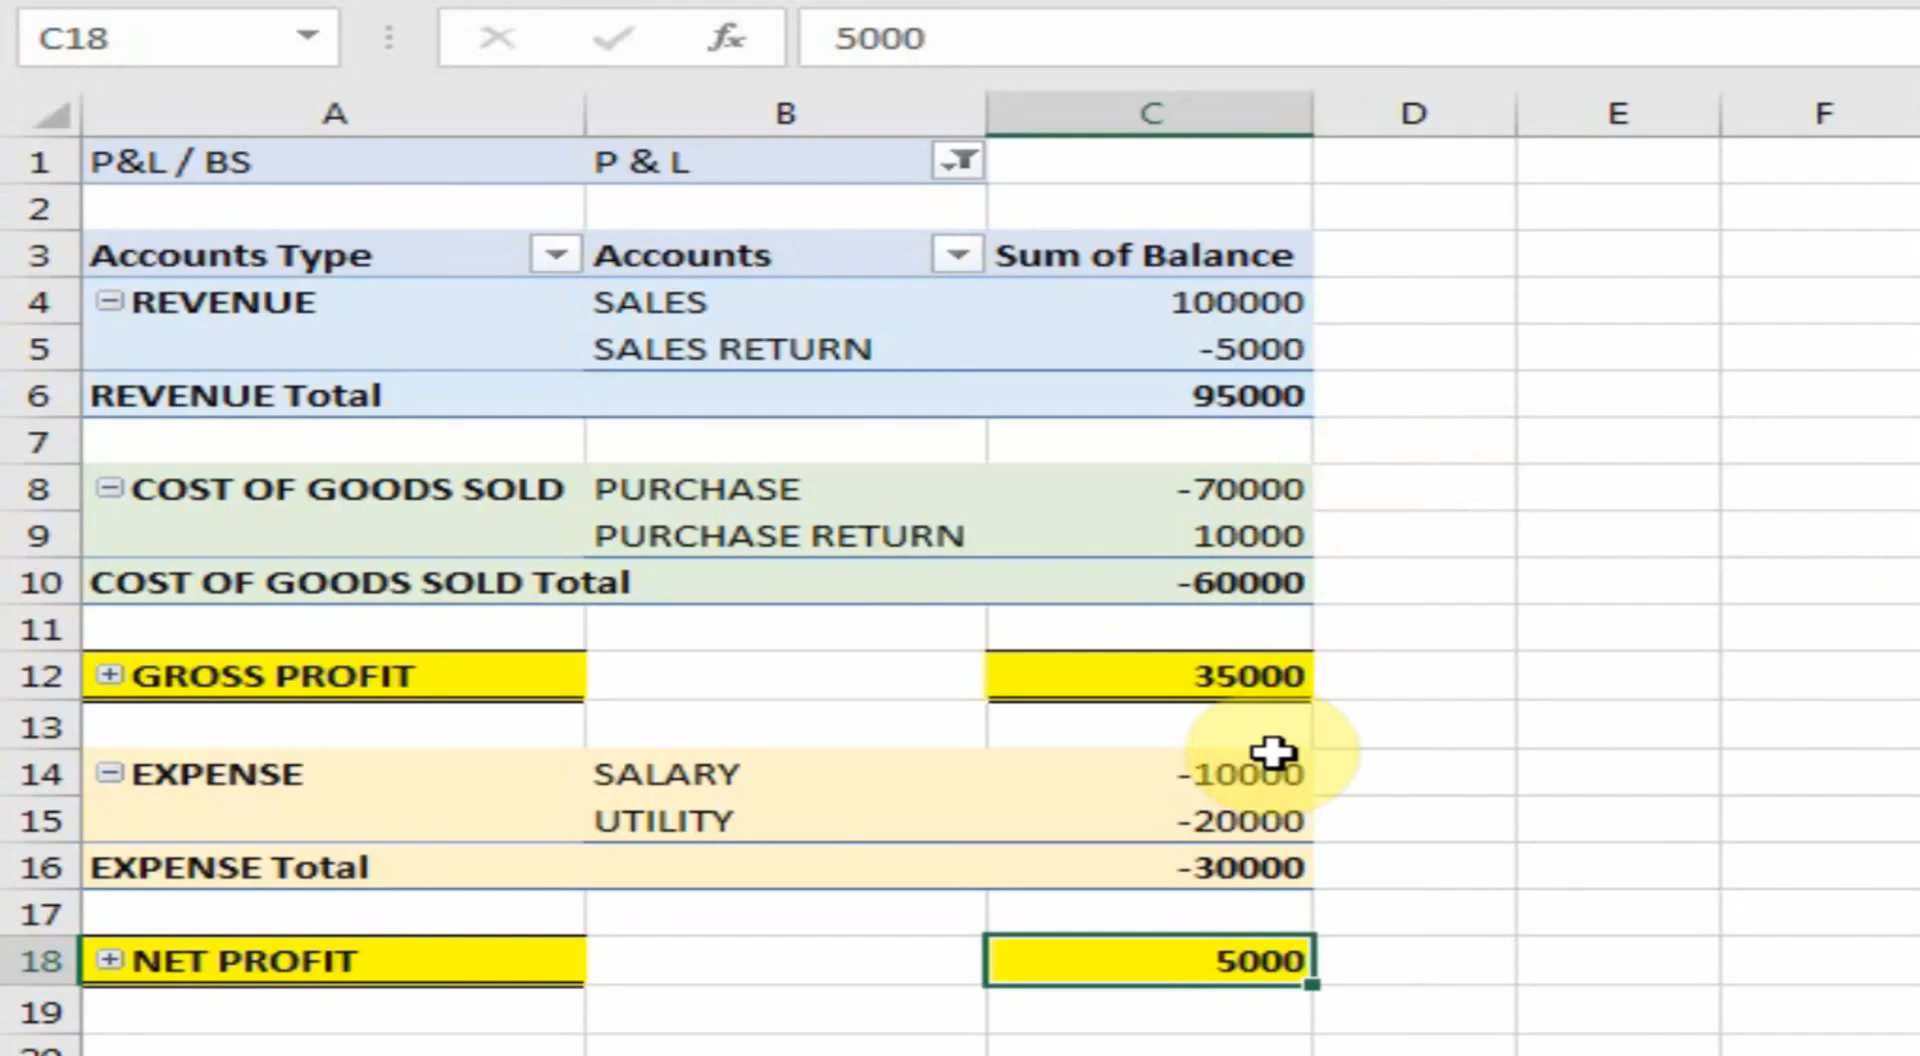 C18 fx 5000
A B C D E F
1 P&L / BS P & L
2
3 Accounts Type Accounts Sum of Balance
4 REVENUE SALES 100000
5 SALES RETURN -5000
6 REVENUE Total 95000
7
8 COST OF GOODS SOLD PURCHASE -70000
9 PURCHASE RETURN 10000
10 COST OF GOODS SOLD Total -60000
11
12 GROSS PROFIT 35000
13
14 EXPENSE SALARY -10000
15 UTILITY -20000
16 EXPENSE Total -30000
17
18 NET PROFIT 5000
19